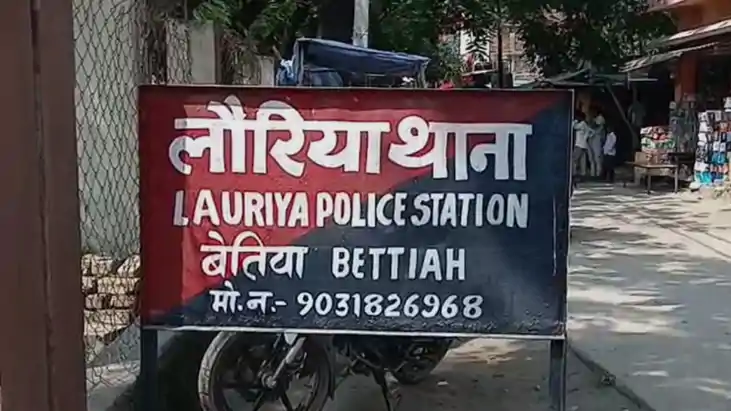 लौरिया थाना
LAURIYA POLICE STATION
बेतिया BETTIAH
मो.न.:- 9031826968